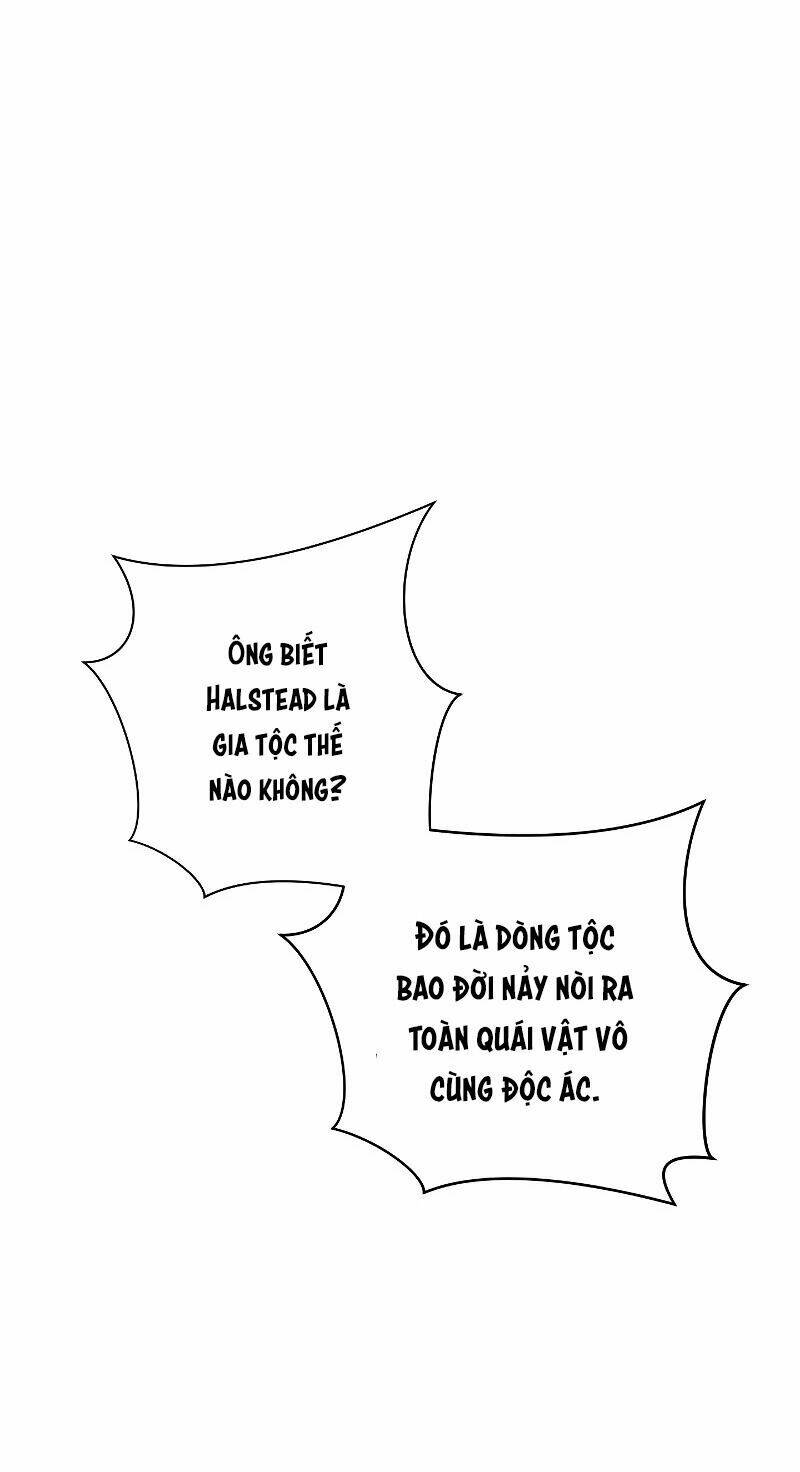 Ông biết
Halstead là
gia tộc thế
nào không?
Đó là dòng tộc
bao đời nảy nòi ra
toàn quái vật vô
cùng độc ác.